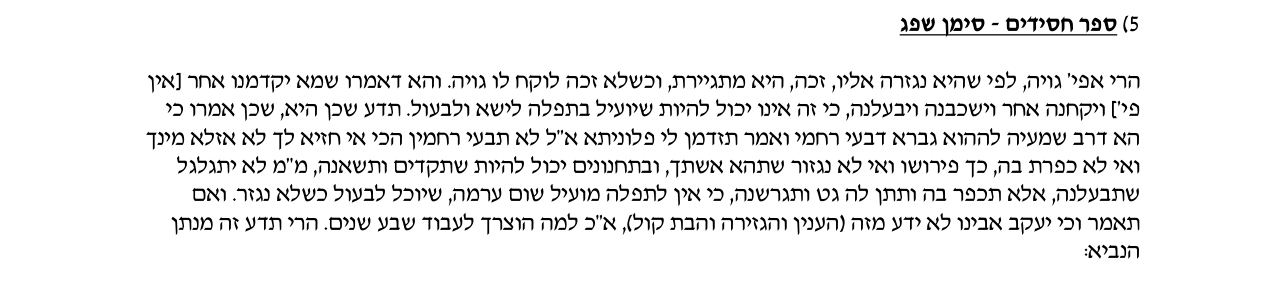 5) ספר חסידים - סימן שפג
הרי אפי' גויה, לפי שהיא נגזרה אליו, זכה, היא מתגיירת, וכשלא זכה לוקח לו גויה. והא דאמרו שמא יקדמנו אחר [אין
פי'] ויקחנה אחר וישכבנה ויבעלנה, כי זה אינו יכול להיות שיועיל בתפלה לישא ולבעול. תדע שכן היא, שכן אמרו כי
הא דרב שמעיה לההוא גברא דבעי רחמי ואמר תזדמן לי פלוניתא א"ל לא תבעי רחמין הכי אי חזיא לך לא אזלא מינך
ואי לא כפרת בה, כך פירושו ואי לא נגזור שתהא אשתך, ובתחנונים יכול להיות שתקדים ותשאנה, מ"מ לא יתגלגל
שתבעלנה, אלא תכפר בה ותתן לה גט ותגרשנה, כי אין לתפלה מועיל שום ערמה, שיוכל לבעול כשלא נגזר. ואם
תאמר וכי יעקב אבינו לא ידע מזה (הענין והגזירה והבת קול), א"כ למה הוצרך לעבוד שבע שנים. הרי תדע זה מנתן
הנביא: